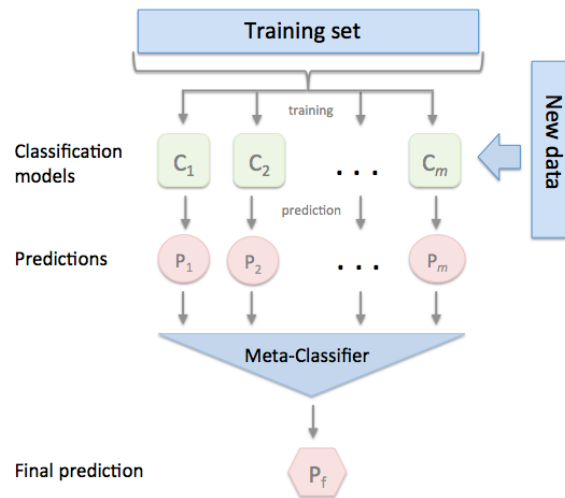 Training set
training
New data
Classification
models
C1
C2
. . .
Cm
prediction
Predictions
P1
P2
. . .
Pm
Meta-Classifier
Final prediction
Pf